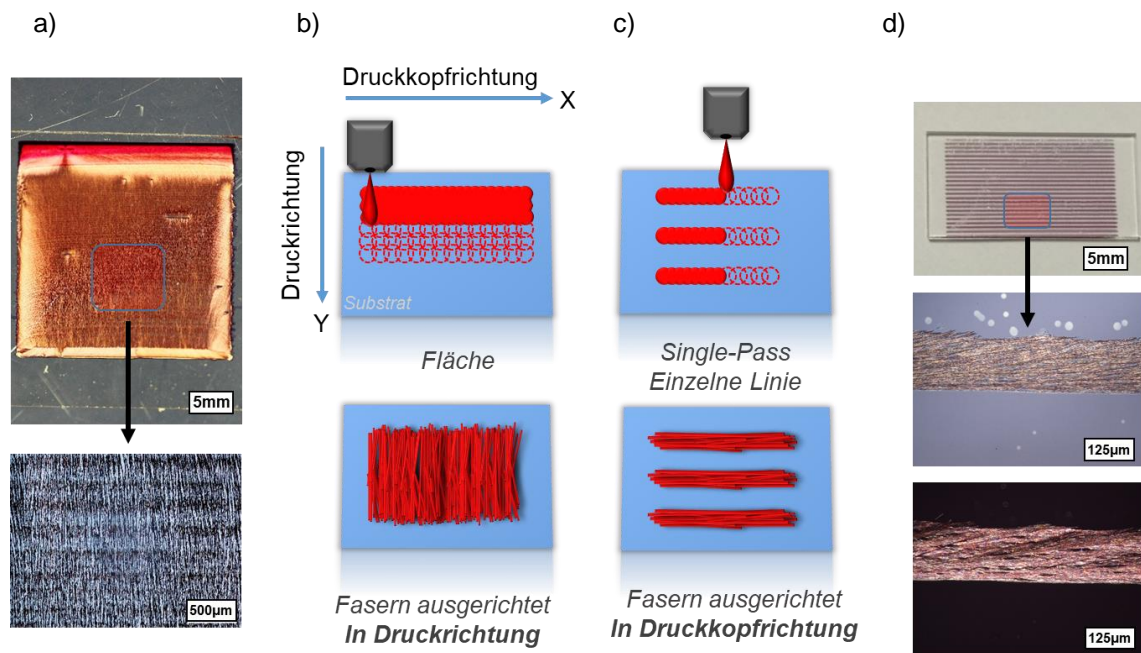 a)
b)
c)
d)
5mm
500µm
Druckkopfrichtung
X
Druckrichtung
Y
Substrat
Fläche
Fasern ausgerichtet
In Druckrichtung
Single-Pass
Einzelne Linie
Fasern ausgerichtet
In Druckkopfrichtung
5mm
125µm
125µm